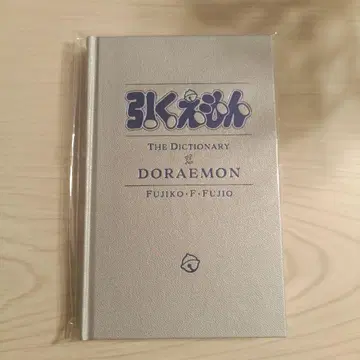 引くえもん
THE DICTIONARY
of
DORAEMON
FUJIKO・F・FUJIO